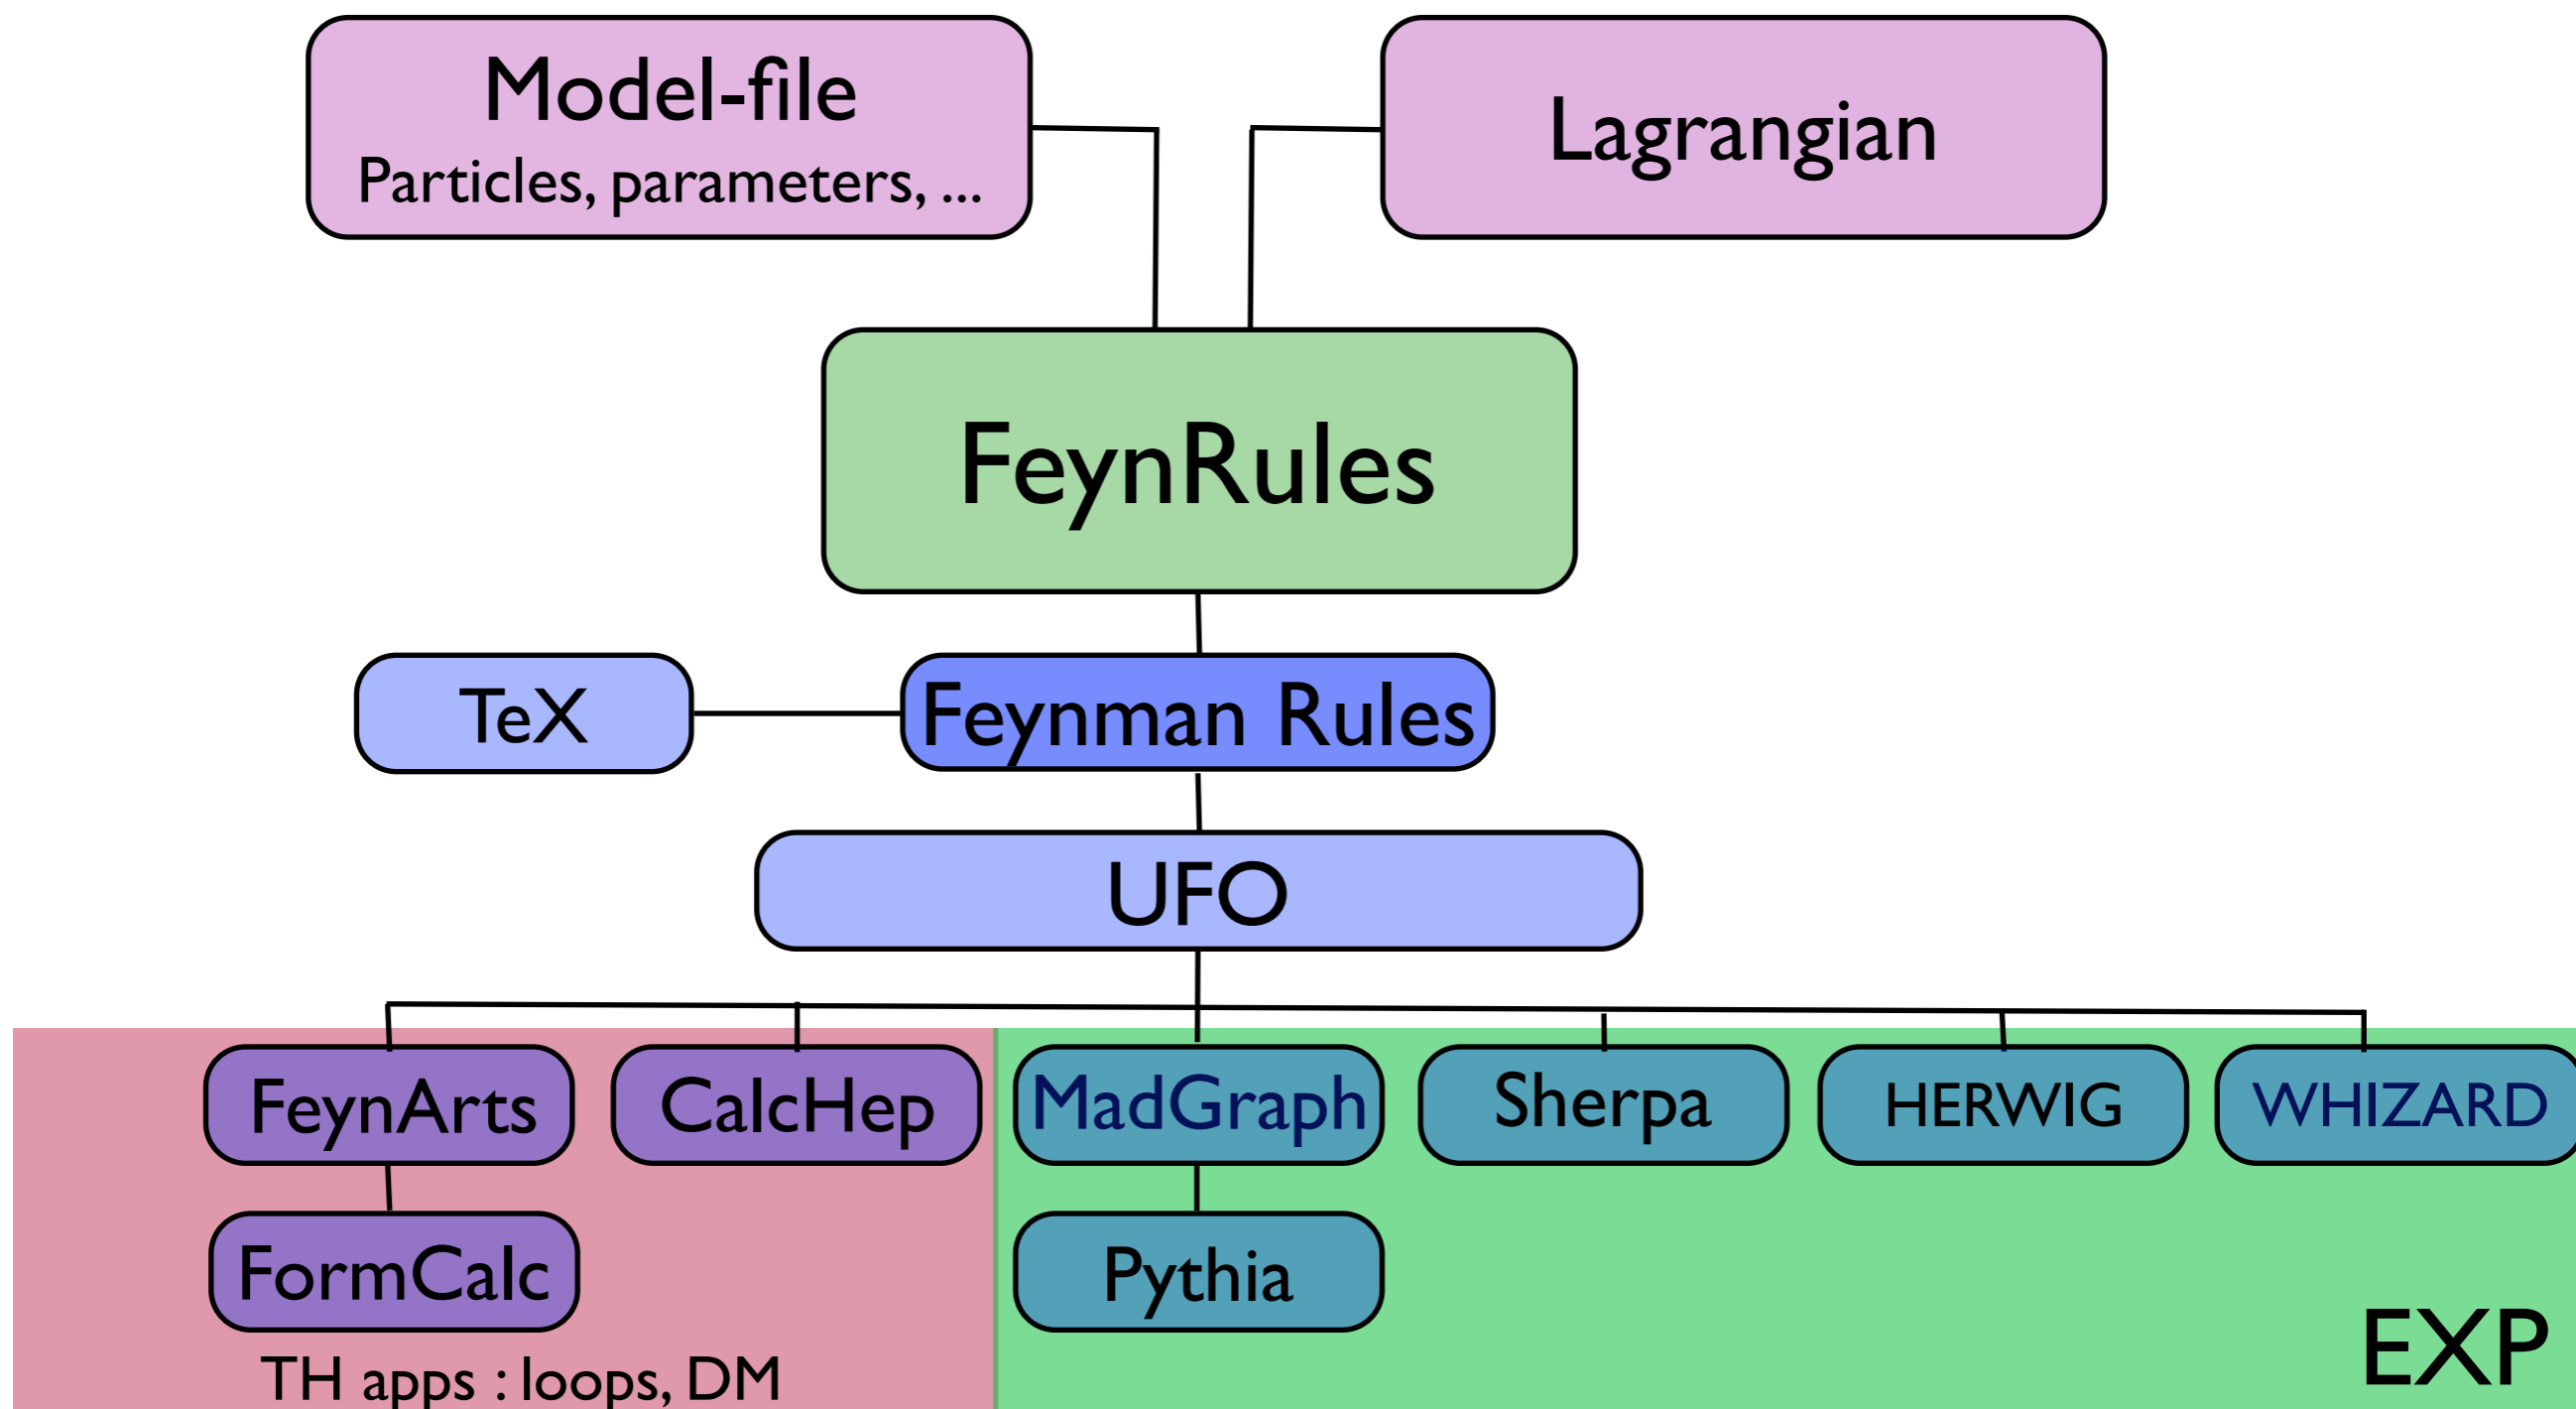 Model-file
Particles, parameters, ...
Lagrangian
FeynRules
TeX
Feynman Rules
UFO
FeynArts
CalcHep
MadGraph
Sherpa
HERWIG
WHIZARD
FormCalc
Pythia
TH apps : loops, DM
EXP